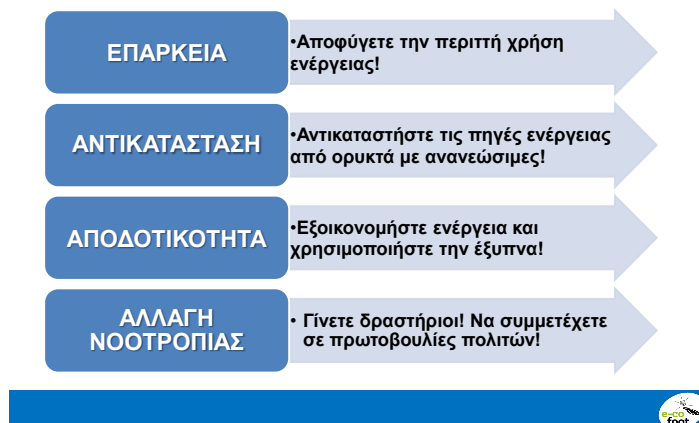 ΕΠΑΡΚΕΙΑ
•Αποφύγετε την περιττή χρήση
ενέργειας!
ΑΝΤΙΚΑΤΑΣΤΑΣΗ
•Αντικαταστήστε τις πηγές ενέργειας
από ορυκτά με ανανεώσιμες!
ΑΠΟΔΟΤΙΚΟΤΗΤΑ
•Εξοικονομήστε ενέργεια και
χρησιμοποιήστε την έξυπνα!
ΑΛΛΑΓΗ
ΝΟΟΤΡΟΠΙΑΣ
• Γίνετε δραστήριοι! Να συμμετέχετε
σε πρωτοβουλίες πολιτών!
e-co
foot